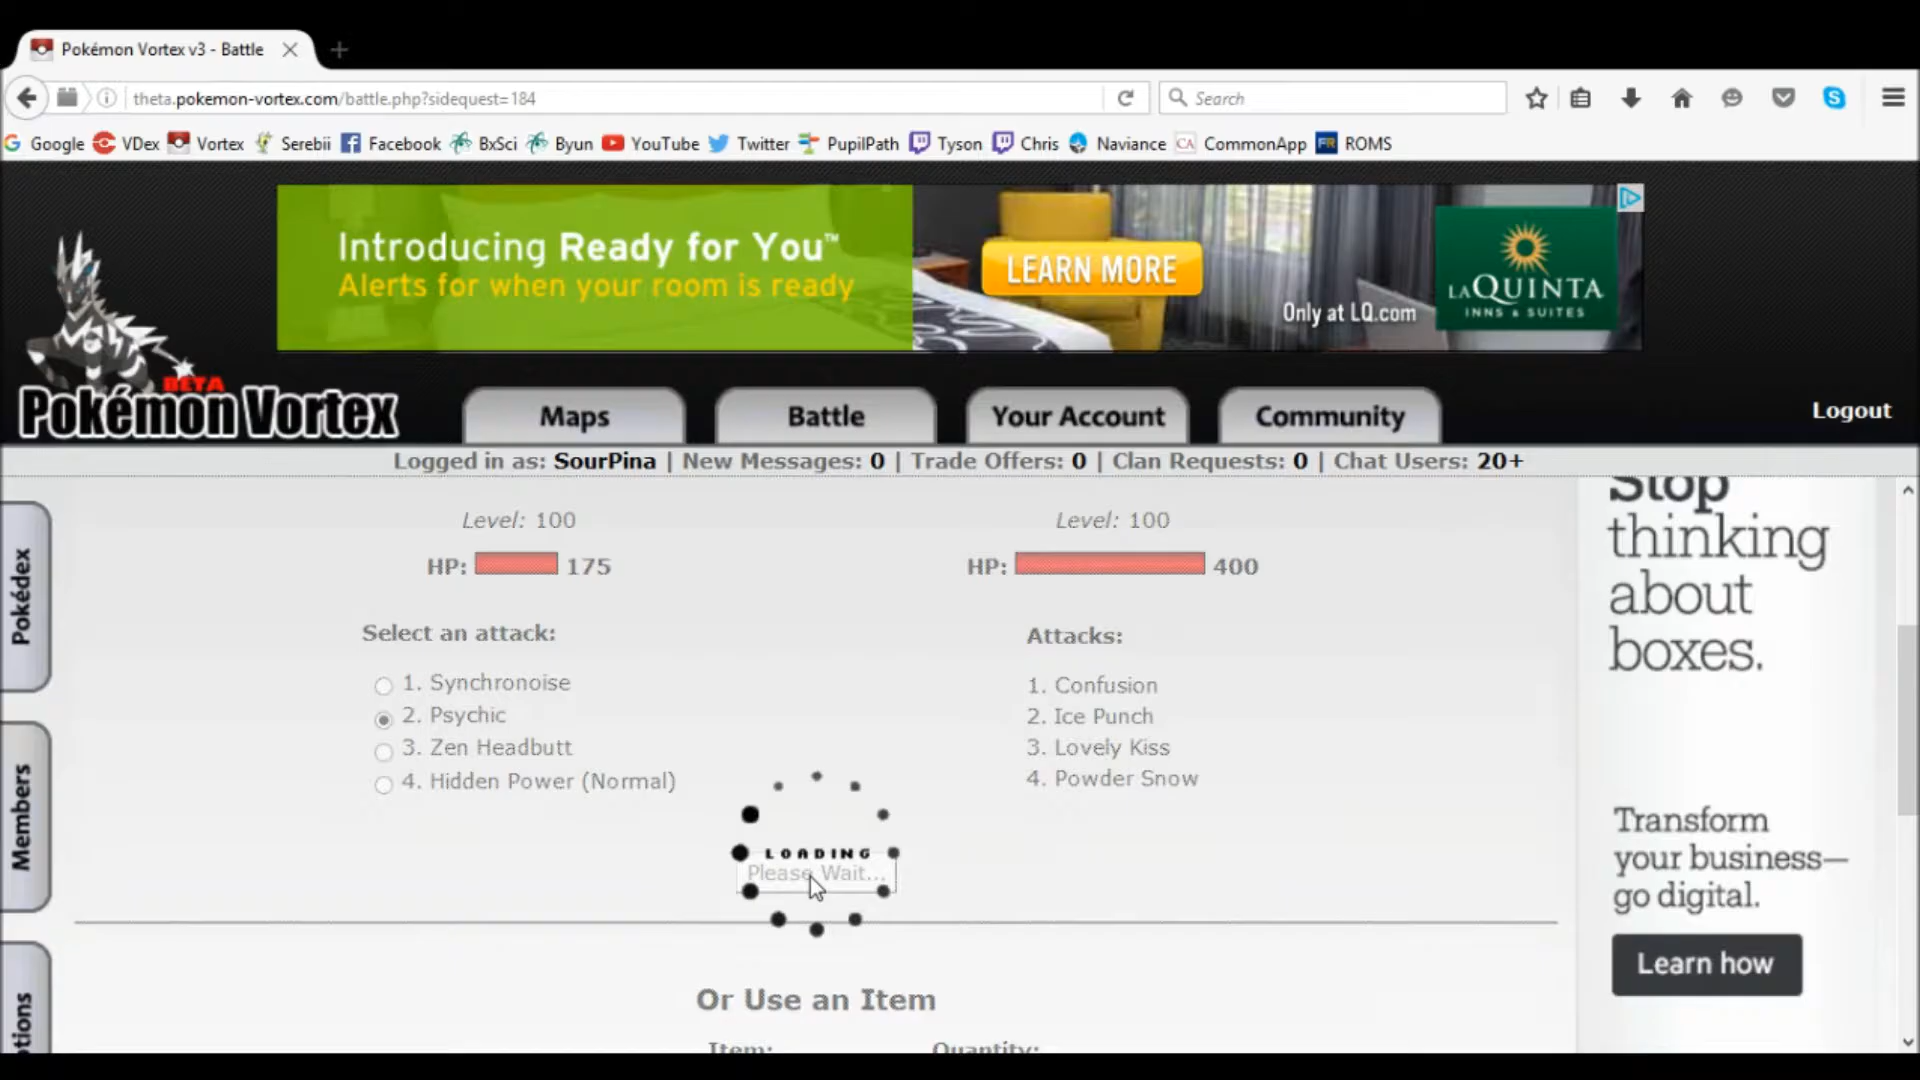 Pokémon Vortex v3 - Battle
theta.pokemon-vortex.com/battle.php?sidequest=184
Search
Google VDex Vortex Serebii Facebook BxSci Byun YouTube Twitter PupilPath Tyson Chris Naviance CA CommonApp FR ROMS
Introducing Ready for You™
Alerts for when your room is ready
LEARN MORE
Only at LQ.com
LAQUINTA
INNS & SUITES
BETA
Pokémon Vortex
Maps
Battle
Your Account
Community
Logout
Logged in as: SourPina | New Messages: 0 | Trade Offers: 0 | Clan Requests: 0 | Chat Users: 20+
Pokédex
Members
Level: 100
HP: 175
Level: 100
HP: 400
Select an attack:
1. Synchronoise
2. Psychic
3. Zen Headbutt
4. Hidden Power (Normal)
Attacks:
1. Confusion
2. Ice Punch
3. Lovely Kiss
4. Powder Snow
LOADING
Please Wait...
Or Use an Item
Item:
Quantity:
Stop
thinking
about
boxes.
Transform
your business—
go digital.
Learn how